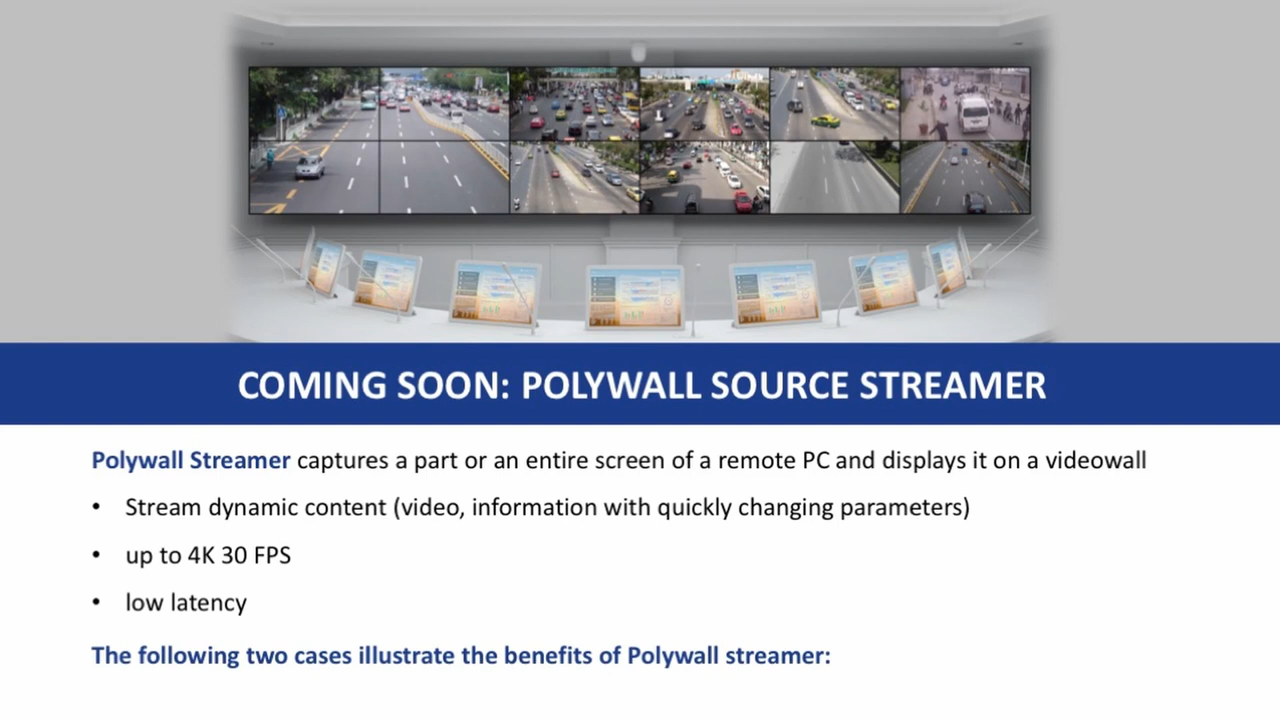 COMING SOON: POLYWALL SOURCE STREAMER
Polywall Streamer captures a part or an entire screen of a remote PC and displays it on a videowall
• Stream dynamic content (video, information with quickly changing parameters)
• up to 4K 30 FPS
• low latency
The following two cases illustrate the benefits of Polywall streamer: